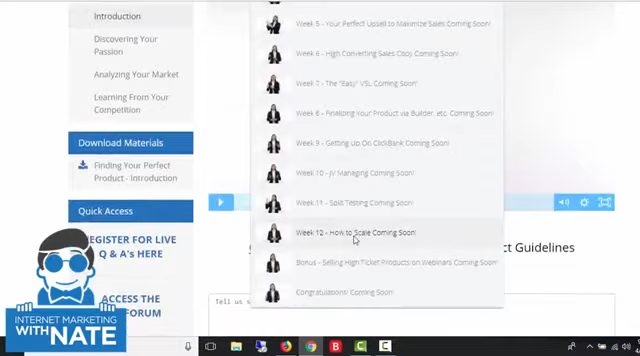 Introduction
Discovering Your
Passion
Analyzing Your Market
Learning From Your
Competition
Download Materials
Finding Your Perfect
Product - Introduction
Quick Access
REGISTER FOR LIVE
Q & A's HERE
ACCESS THE
FORUM
Week 5 - Your Perfect Upsell to Maximize Sales Coming Soon!
Week 6 - High Converting Sales Copy Coming Soon!
Week 7 - The "Easy" VSL Coming Soon!
Week 8 - Finalizing Your Product via Builder, etc. Coming Soon!
Week 9 - Getting Up On ClickBank Coming Soon!
Week 10 - JV Managing Coming Soon!
Week 11 - Split Testing Coming Soon!
Week 12 - How to Scale Coming Soon!
Bonus - Selling High Ticket Products on Webinars Coming Soon!
Congratulations! Coming Soon!
ct Guidelines
Tell us
INTERNET MARKETING
WITH NATE